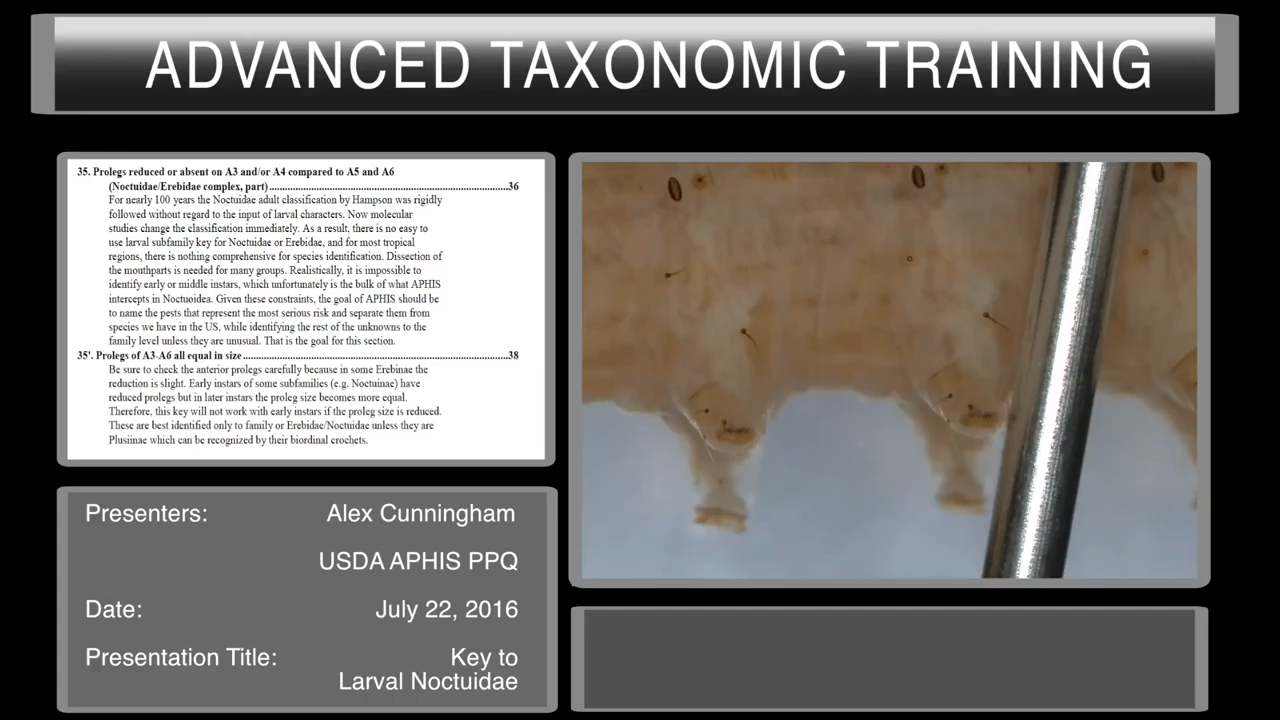 ADVANCED TAXONOMIC TRAINING
35. Prolegs reduced or absent on A3 and/or A4 compared to A5 and A6
(Noctuidae/Erebidae complex, part)..........................................................................................36
For nearly 100 years the Noctuidae adult classification by Hampson was rigidly
followed without regard to the input of larval characters. Now molecular
studies change the classification immediately. As a result, there is no easy to
use larval subfamily key for Noctuidae or Erebidae, and for most tropical
regions, there is nothing comprehensive for species identification. Dissection of
the mouthparts is needed for many groups. Realistically, it is impossible to
identify early or middle instars, which unfortunately is the bulk of what APHIS
intercepts in Noctuoidea. Given these constraints, the goal of APHIS should be
to name the pests that represent the most serious risk and separate them from
species we have in the US, while identifying the rest of the unknowns to the
family level unless they are unusual. That is the goal for this section.
35'. Prolegs of A3-A6 all equal in size.................................................................................................38
Be sure to check the anterior prolegs carefully because in some Erebinae the
reduction is slight. Early instars of some subfamilies (e.g. Noctuinae) have
reduced prolegs but in later instars the proleg size becomes more equal.
Therefore, this key will not work with early instars if the proleg size is reduced.
These are best identified only to family or Erebidae/Noctuidae unless they are
Plusiinae which can be recognized by their biordinal crochets.
Presenters: Alex Cunningham
USDA APHIS PPQ
Date: July 22, 2016
Presentation Title: Key to
Larval Noctuidae